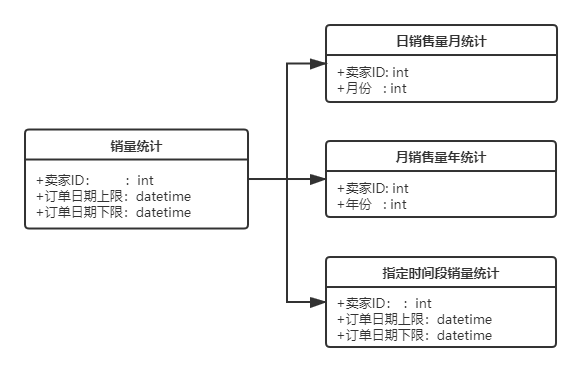 日销售量月统计
+卖家ID: int
+月份 : int
销量统计
+卖家ID： ：int
+订单日期上限：datetime
+订单日期下限：datetime
月销售量年统计
+卖家ID: int
+年份 : int
指定时间段销量统计
+卖家ID： ：int
+订单日期上限：datetime
+订单日期下限：datetime